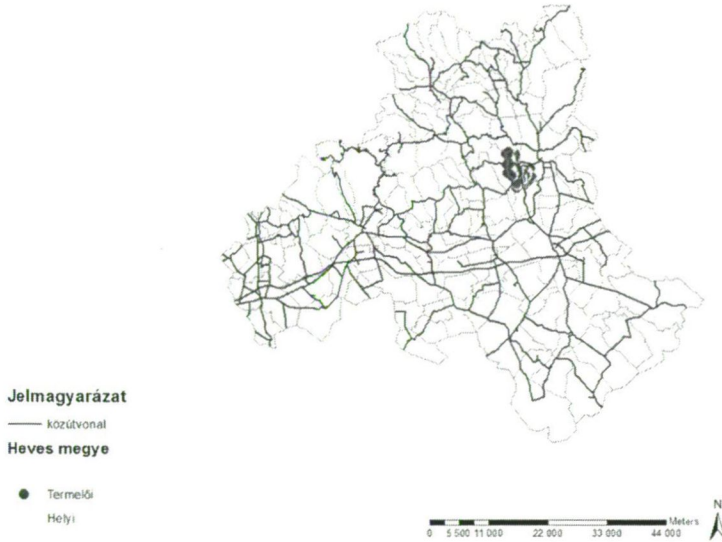 Jelmagyarázat
közútvonal
Heves megye
Termelői
Helyi
N
Meters
0 5 500 11 000 22 000 33 000 44 000